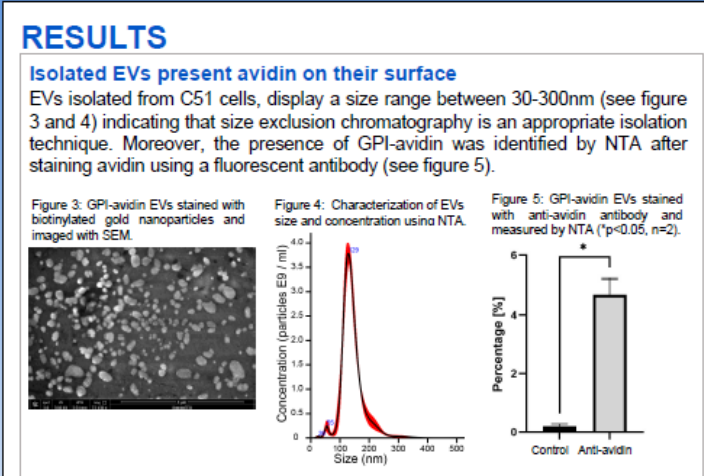 RESULTS
Isolated EVs present avidin on their surface
EVs isolated from C51 cells, display a size range between 30-300nm (see figure
3 and 4) indicating that size exclusion chromatography is an appropriate isolation
technique. Moreover, the presence of GPI-avidin was identified by NTA after
staining avidin using a fluorescent antibody (see figure 5).
Figure 3: GPI-avidin EVs stained with
biotinylated gold nanoparticles and
imaged with SEM.
Figure 4: Characterization of EVs
size and concentration using NTA.
Concentration (particles E9 / ml)
4.0
3.5
3.0
2.5
2.0
1.5
1.0
0.5
0
0 100 200 300 400 500
Size (nm)
Figure 5: GPI-avidin EVs stained
with anti-avidin antibody and
measured by NTA (*p<0.05, n=2).
*
Percentage [%]
6
4
2
0
Control Anti-avidin